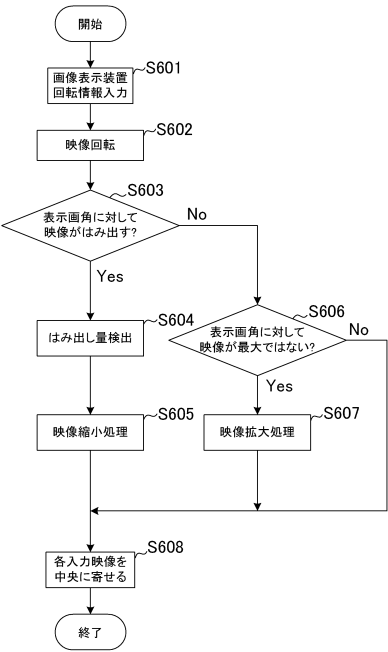 開始
S601
画像表示装置
回転情報入力
S602
映像回転
S603
表示画角に対して
映像がはみ出す?
No
Yes
S604
はみ出し量検出
S606
表示画角に対して
映像が最大ではない?
No
Yes
S605
映像縮小処理
S607
映像拡大処理
S608
各入力映像を
中央に寄せる
終了